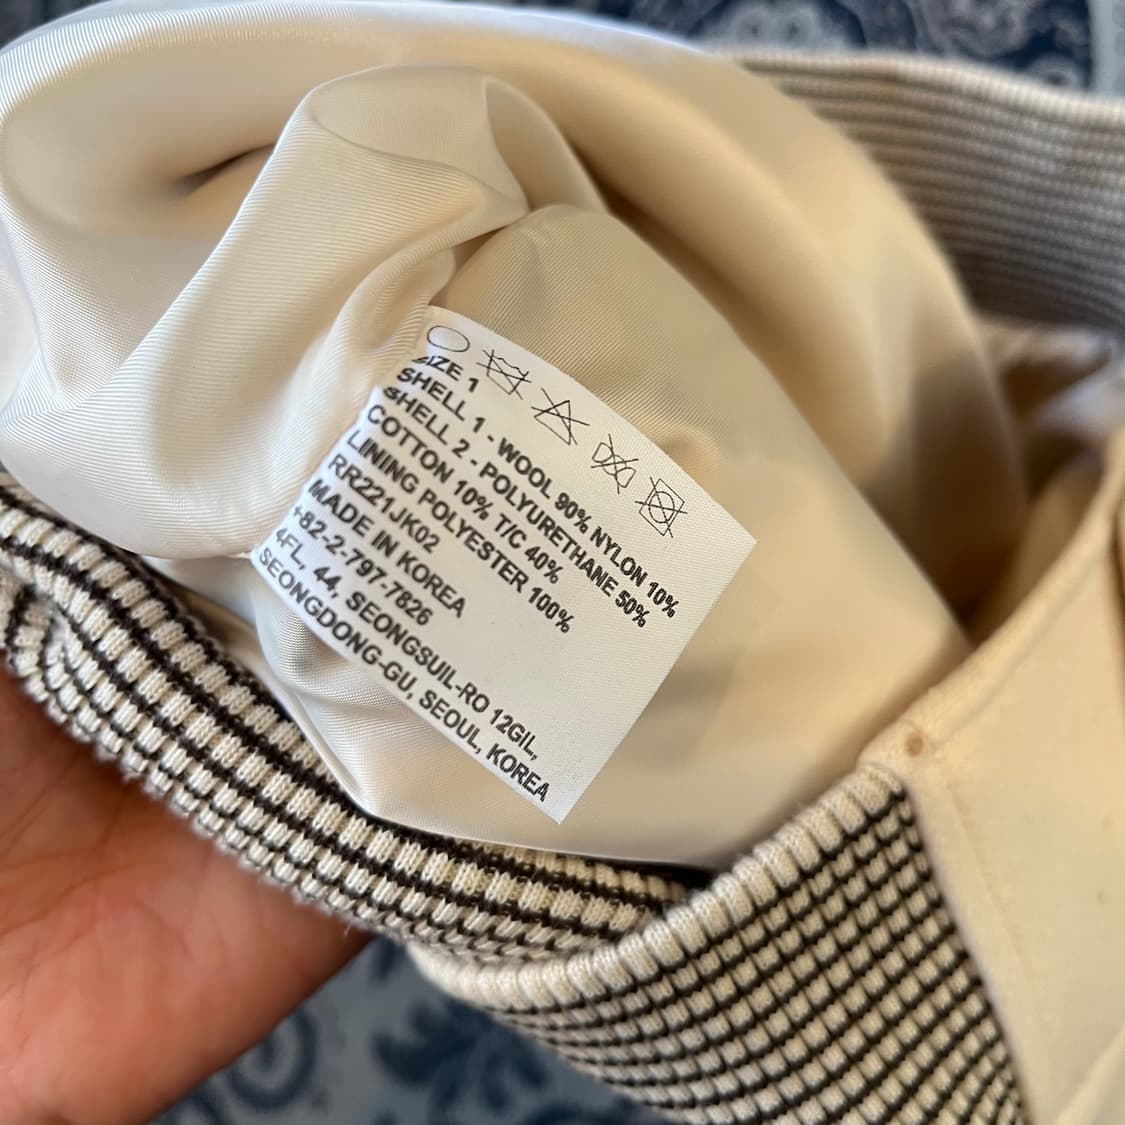 SIZE 1
SHELL 1 - WOOL 90% NYLON 10%
SHELL 2 - POLYURETHANE 50%
COTTON 10% T/C 40%
LINING POLYESTER 100%
RR221JK02
MADE IN KOREA
+82-2-797-7826
4FL, 44, SEONGSUIL-RO 12GIL,
SEONGDONG-GU, SEOUL, KOREA